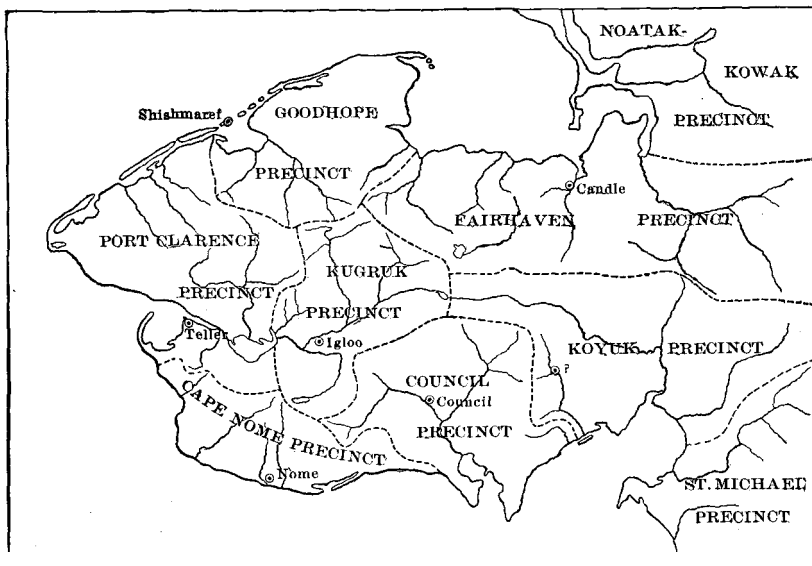 NOATAK-
KOWAK
PRECINCT
Shishmaref
GOODHOPE
PRECINCT
Candle
FAIRHAVEN
PRECINCT
PORT CLARENCE
PRECINCT
KUGRUK
PRECINCT
Teller
Igloo
KOYUK
PRECINCT
?
COUNCIL
Council
PRECINCT
CAPE NOME PRECINCT
Nome
ST. MICHAEL
PRECINCT